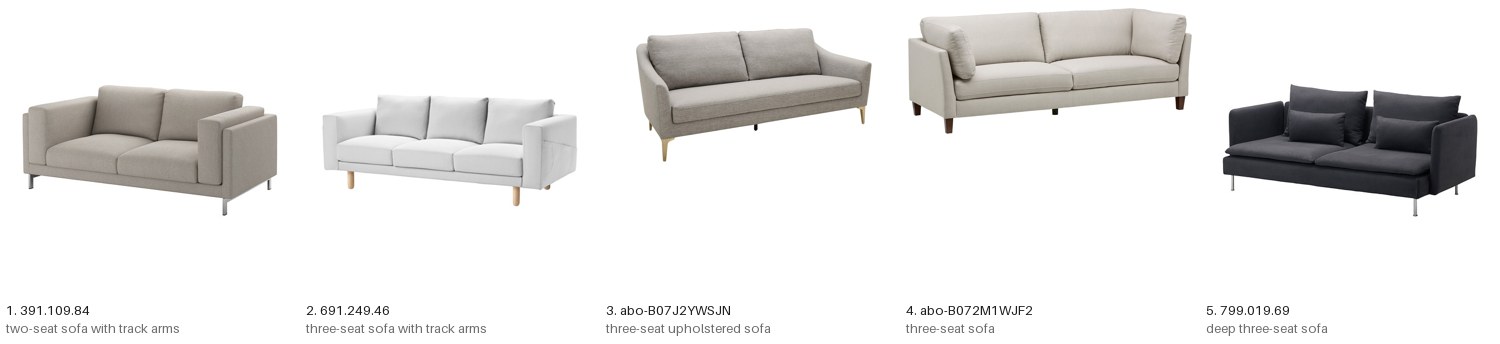 1. 391.109.84
two-seat sofa with track arms
2. 691.249.46
three-seat sofa with track arms
3. abo-B07J2YWSJN
three-seat upholstered sofa
4. abo-B072M1WJF2
three-seat sofa
5. 799.019.69
deep three-seat sofa